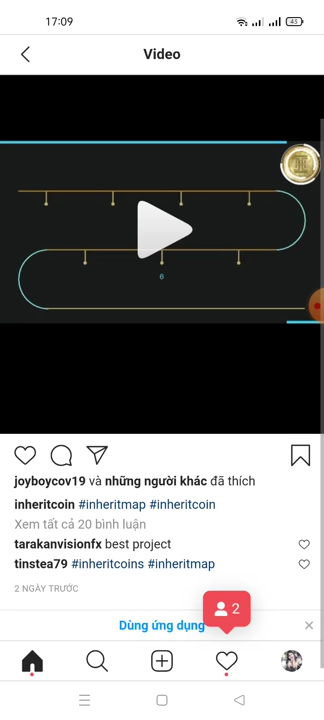 17:09
43
Video
6
joyboycov19 và những người khác đã thích
inheritcoin #inheritmap #inheritcoin
Xem tất cả 20 bình luận
tarakanvisionfx best project
tinstea79 #inheritcoins #inheritmap
2 NGÀY TRƯỚC
2
Dùng ứng dụng